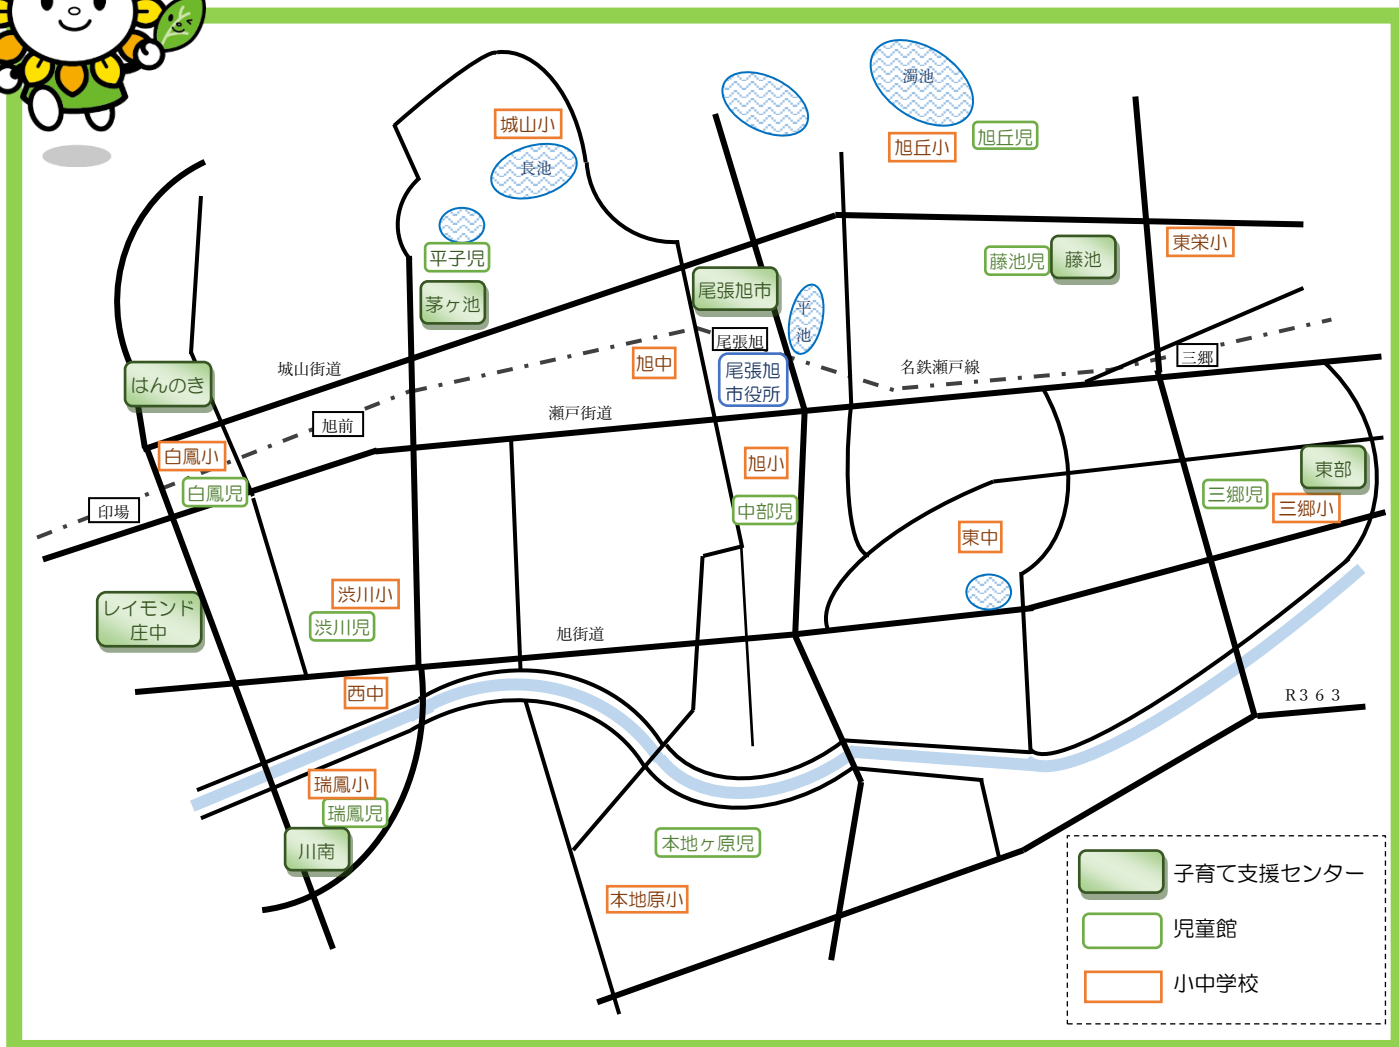 濁池
城山小
旭丘児
旭丘小
長池
東栄小
平子児
藤池児
藤池
尾張旭市
茅ヶ池
平
池
尾張旭
三郷
旭中
城山街道
名鉄瀬戸線
尾張旭
市役所
はんのき
瀬戸街道
旭前
白鳳小
旭小
東部
白鳳児
三郷児
三郷小
印場
中部児
東中
渋川小
レイモンド
庄中
渋川児
旭街道
西中
R363
瑞鳳小
瑞鳳児
川南
本地ヶ原児
本地原小
子育て支援センター
児童館
小中学校